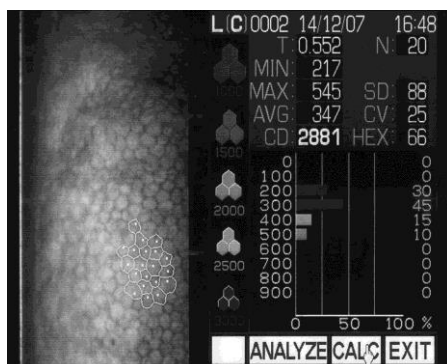 L(C)0002 14/12/07 16:48
T: 0.552 N: 20
MIN: 217
MAX: 545 SD: 88
AVG: 347 CV: 25
CD: 2881 HEX: 66
1500
2000
2500
3000
0 0
100 0
200 30
300 45
400 15
500 10
600 0
700 0
800 0
900 0
0 50 100 %
ANALYZE CALC EXIT